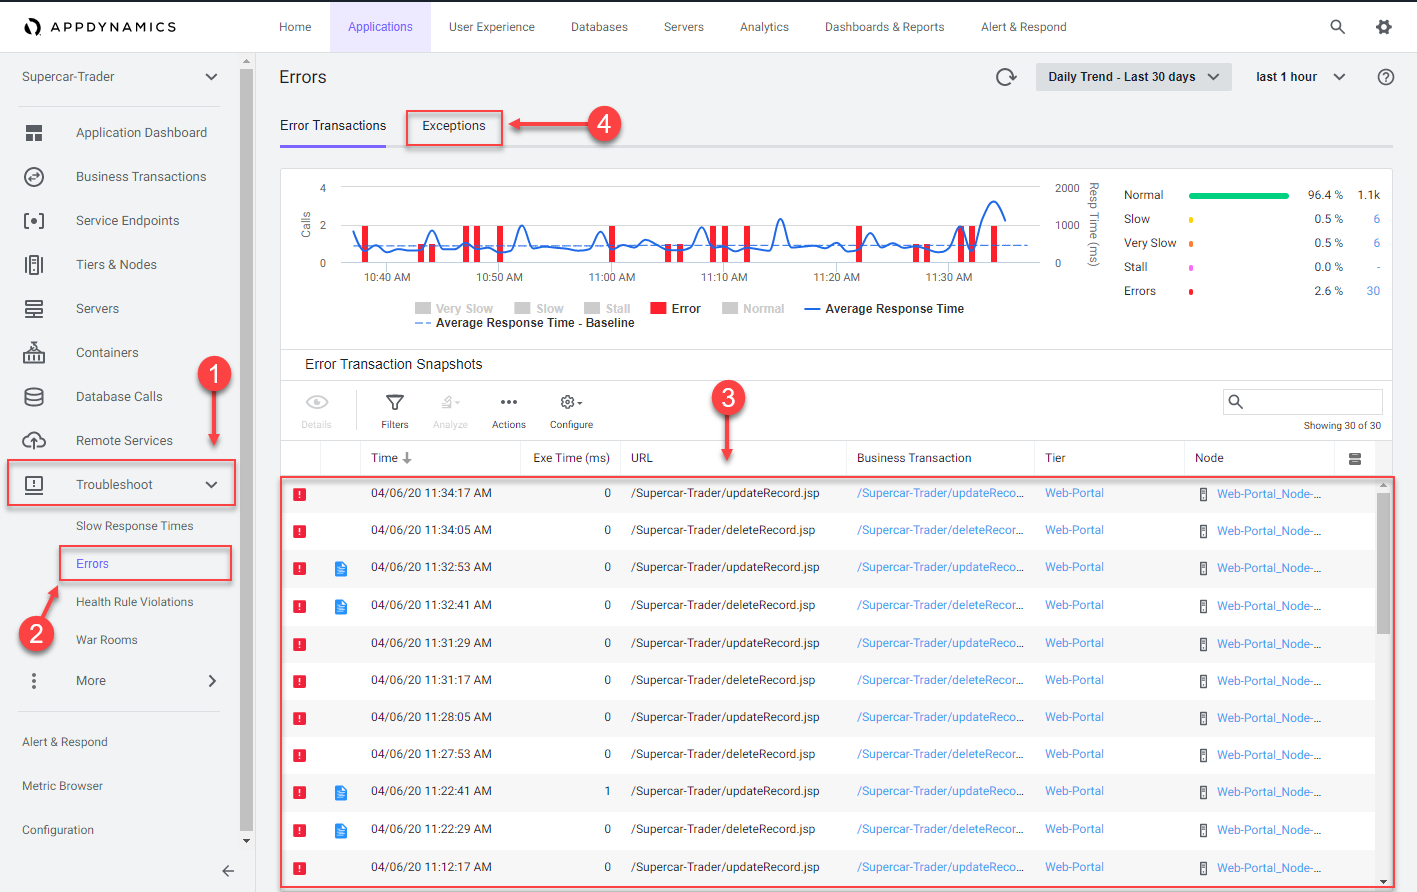 APPDYNAMICS
Home
Applications
User Experience
Databases
Servers
Analytics
Dashboards & Reports
Alert & Respond
Supercar-Trader
Application Dashboard
Business Transactions
Service Endpoints
Tiers & Nodes
Servers
Containers
1
Database Calls
Remote Services
Troubleshoot
Slow Response Times
Errors
Health Rule Violations
2
War Rooms
More
Alert & Respond
Metric Browser
Configuration
Errors
Daily Trend - Last 30 days
last 1 hour
Error Transactions
Exceptions
4
4
2
0
Calls
2000
1000
0
Resp Time (ms)
10:40 AM
10:50 AM
11:00 AM
11:10 AM
11:20 AM
11:30 AM
Very Slow
Slow
Stall
Error
Normal
Average Response Time
Average Response Time - Baseline
Normal 96.4 % 1.1k
Slow 0.5 % 6
Very Slow 0.5 % 6
Stall 0.0 % -
Errors 2.6 % 30
Error Transaction Snapshots
Details
Filters
Analyze
Actions
Configure
3
Showing 30 of 30
Time Exe Time (ms) URL Business Transaction Tier Node
04/06/20 11:34:17 AM 0 /Supercar-Trader/updateRecord.jsp /Supercar-Trader/updateReco... Web-Portal Web-Portal_Node-...
04/06/20 11:34:05 AM 0 /Supercar-Trader/deleteRecord.jsp /Supercar-Trader/deleteRecor... Web-Portal Web-Portal_Node-...
04/06/20 11:32:53 AM 0 /Supercar-Trader/updateRecord.jsp /Supercar-Trader/updateReco... Web-Portal Web-Portal_Node-...
04/06/20 11:32:41 AM 0 /Supercar-Trader/deleteRecord.jsp /Supercar-Trader/deleteRecor... Web-Portal Web-Portal_Node-...
04/06/20 11:31:29 AM 0 /Supercar-Trader/updateRecord.jsp /Supercar-Trader/updateReco... Web-Portal Web-Portal_Node-...
04/06/20 11:31:17 AM 0 /Supercar-Trader/deleteRecord.jsp /Supercar-Trader/deleteRecor... Web-Portal Web-Portal_Node-...
04/06/20 11:28:05 AM 0 /Supercar-Trader/updateRecord.jsp /Supercar-Trader/updateReco... Web-Portal Web-Portal_Node-...
04/06/20 11:27:53 AM 0 /Supercar-Trader/deleteRecord.jsp /Supercar-Trader/deleteRecor... Web-Portal Web-Portal_Node-...
04/06/20 11:22:41 AM 1 /Supercar-Trader/updateRecord.jsp /Supercar-Trader/updateReco... Web-Portal Web-Portal_Node-...
04/06/20 11:22:29 AM 0 /Supercar-Trader/deleteRecord.jsp /Supercar-Trader/deleteRecor... Web-Portal Web-Portal_Node-...
04/06/20 11:12:17 AM 0 /Supercar-Trader/updateRecord.jsp /Supercar-Trader/updateReco... Web-Portal Web-Portal_Node-...